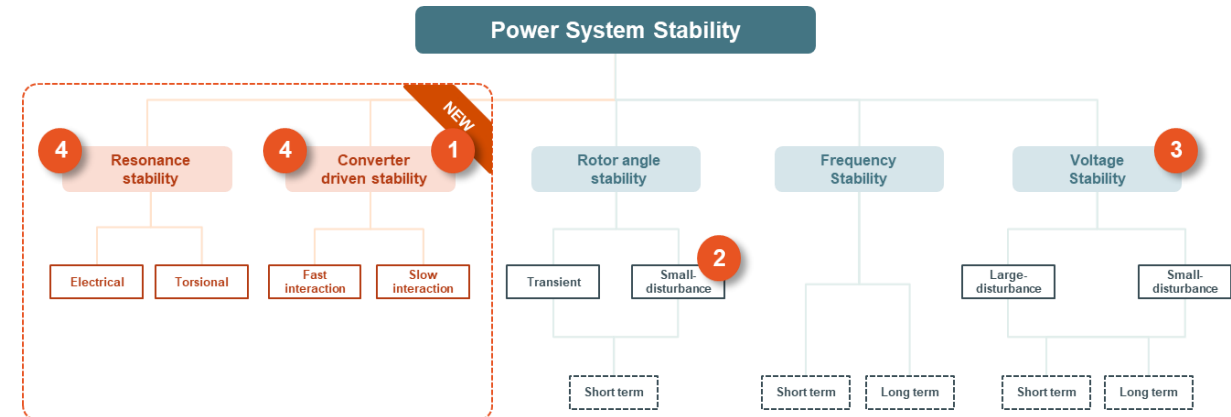 Power System Stability
NEW
4
Resonance
stability
4
Converter
driven stability
1
Rotor angle
stability
Frequency
Stability
Voltage
Stability
3
Electrical
Torsional
Fast
interaction
Slow
interaction
Transient
Small-
disturbance
2
Large-
disturbance
Small-
disturbance
Short term
Short term
Long term
Short term
Long term